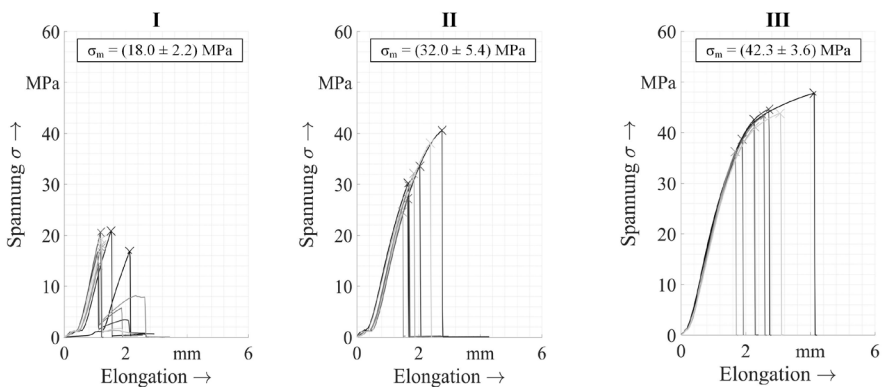 I
60
σm = (18.0 ± 2.2) MPa
MPa
40
30
20
10
0
Spannung σ →
0
2
mm
6
Elongation →
II
60
σm = (32.0 ± 5.4) MPa
MPa
40
30
20
10
0
Spannung σ →
0
2
mm
6
Elongation →
III
60
σm = (42.3 ± 3.6) MPa
MPa
40
30
20
10
0
Spannung σ →
0
2
mm
6
Elongation →